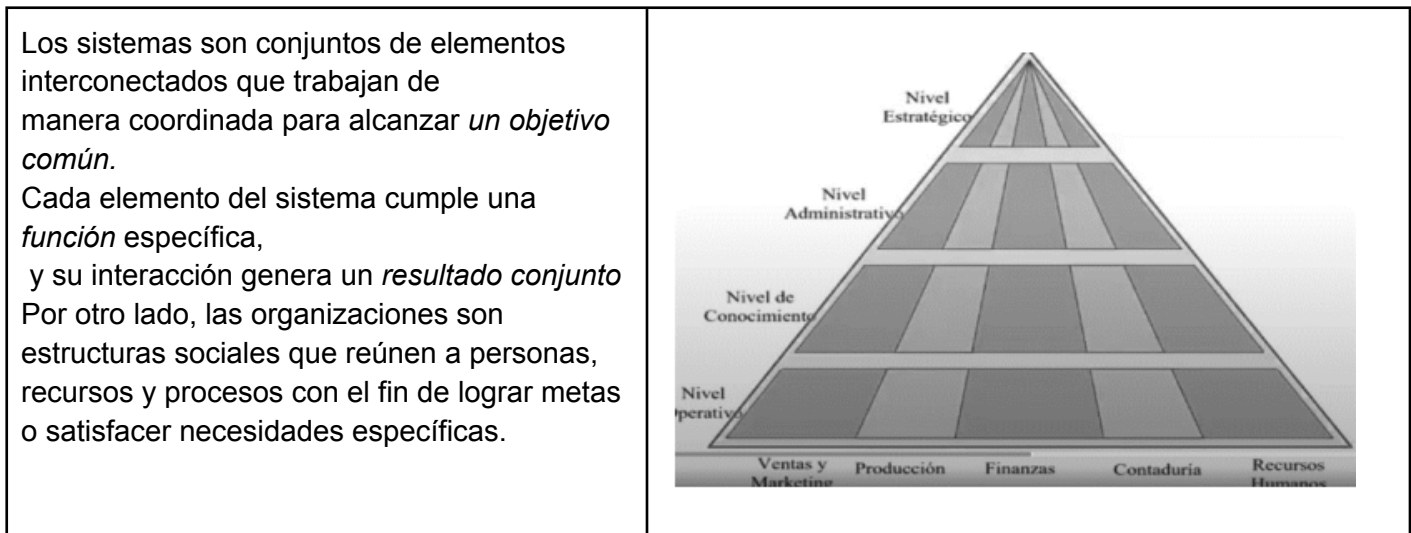 Los sistemas son conjuntos de elementos
interconectados que trabajan de
manera coordinada para alcanzar un objetivo
común.
Cada elemento del sistema cumple una
función específica,
y su interacción genera un resultado conjunto
Por otro lado, las organizaciones son
estructuras sociales que reúnen a personas,
recursos y procesos con el fin de lograr metas
o satisfacer necesidades específicas.
Nivel
Estratégico
Nivel
Administrativo
Nivel de
Conocimiento
Nivel
perativo
Ventas y
Marketing
Producción
Finanzas
Contaduría
Recursos
Humanos